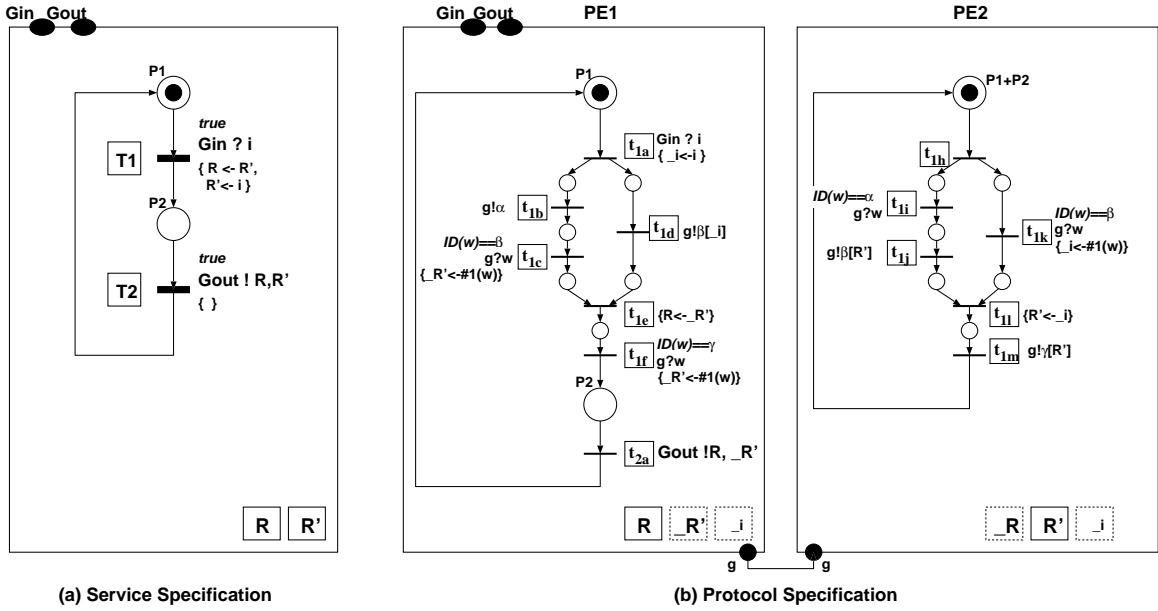 Gin Gout
P1
true
Gin ? i
T1
{ R <- R’,
R’<- i }
P2
true
Gout ! R,R’
T2
{ }
R R’
(a) Service Specification
Gin Gout PE1
P1
Gin ? i
t1a
{ _i<-i }
g!α t1b
t1d g!β[_i]
ID(w)==β
g?w t1c
{_R’<-#1(w)}
t1e {R<-_R’}
ID(w)==γ
t1f g?w
{_R’<-#1(w)}
P2
t2a Gout !R, _R’
R _R’ _i
g
PE2
P1+P2
t1h
ID(w)==α
g?w t1i
ID(w)==β
t1k g?w
{_i<-#1(w)}
g!β[R’] t1j
t1l {R’<-_i}
t1m g!γ[R’]
_R R’ _i
g
(b) Protocol Specification